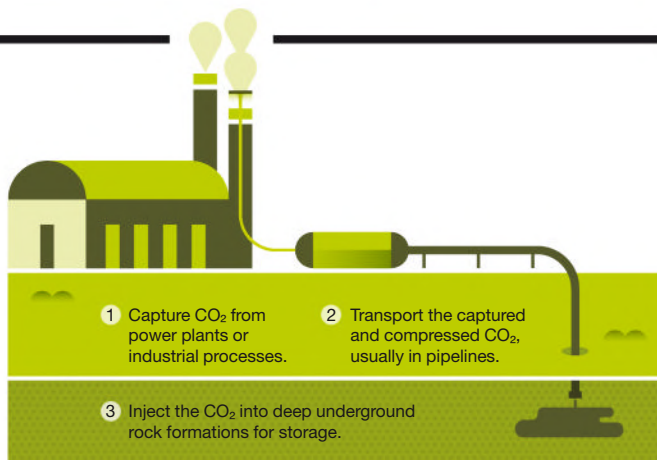 1 Capture CO₂ from
power plants or
industrial processes.
2 Transport the captured
and compressed CO₂,
usually in pipelines.
3 Inject the CO₂ into deep underground
rock formations for storage.